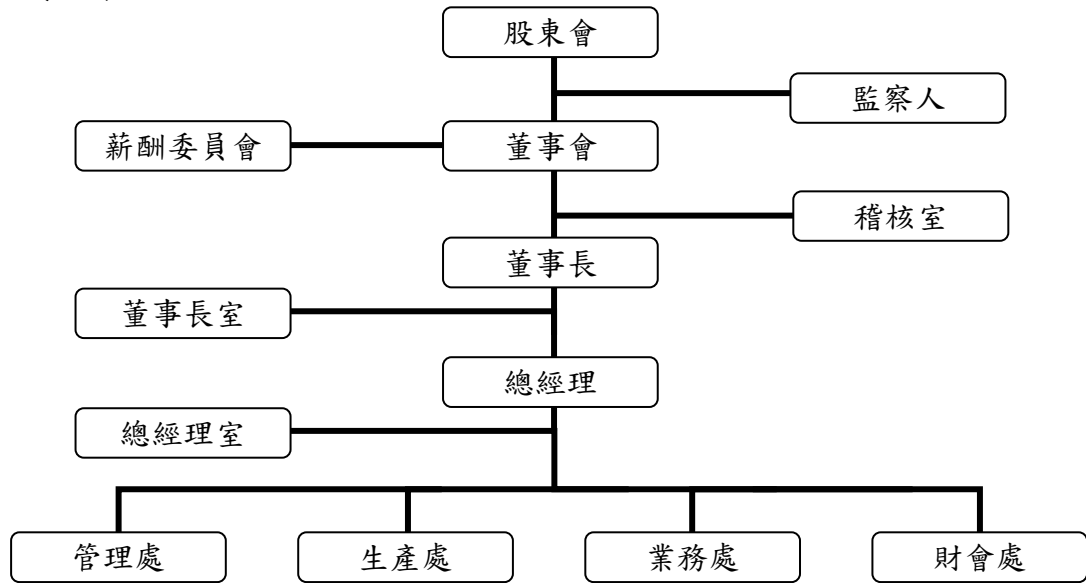 股東會
監察人
薪酬委員會
董事會
稽核室
董事長
董事長室
總經理
總經理室
管理處
生產處
業務處
財會處